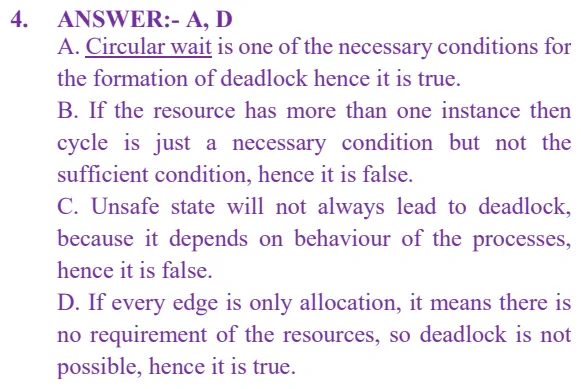 4. ANSWER:- A, D
A. Circular wait is one of the necessary conditions for
the formation of deadlock hence it is true.
B. If the resource has more than one instance then
cycle is just a necessary condition but not the
sufficient condition, hence it is false.
C. Unsafe state will not always lead to deadlock,
because it depends on behaviour of the processes,
hence it is false.
D. If every edge is only allocation, it means there is
no requirement of the resources, so deadlock is not
possible, hence it is true.